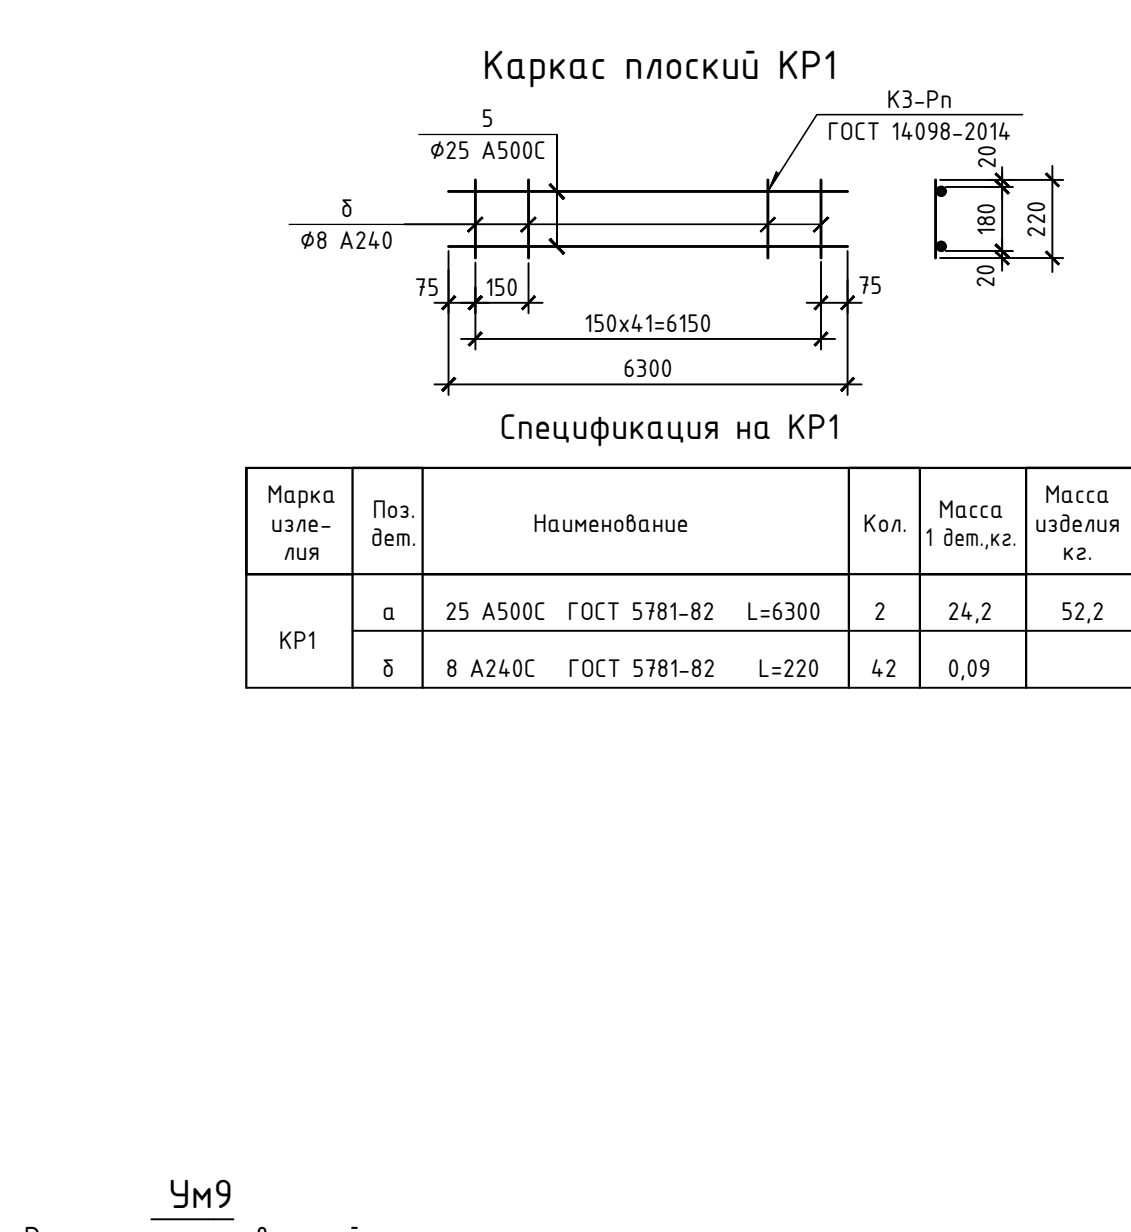 Каркас плоский КР1
К3-Рп
ГОСТ 14098-2014
5
Ø25 А500С
б
Ø8 А240
20
180
220
20
75
150
75
150х41=6150
6300
Спецификация на КР1
Марка изле-лия
Поз. дет.
Наименование
Кол.
Масса 1 дет.,кг.
Масса изделия кг.
КР1
а 25 А500С ГОСТ 5781-82 L=6300 2 24,2 52,2
б 8 А240С ГОСТ 5781-82 L=220 42 0,09
Ум9